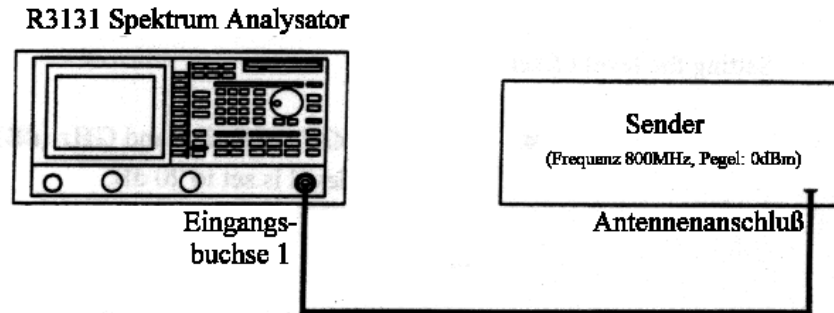 R3131 Spektrum Analysator
Sender
(Frequenz 800MHz, Pegel: 0dBm)
Eingangs-
buchse 1
Antennenanschluß